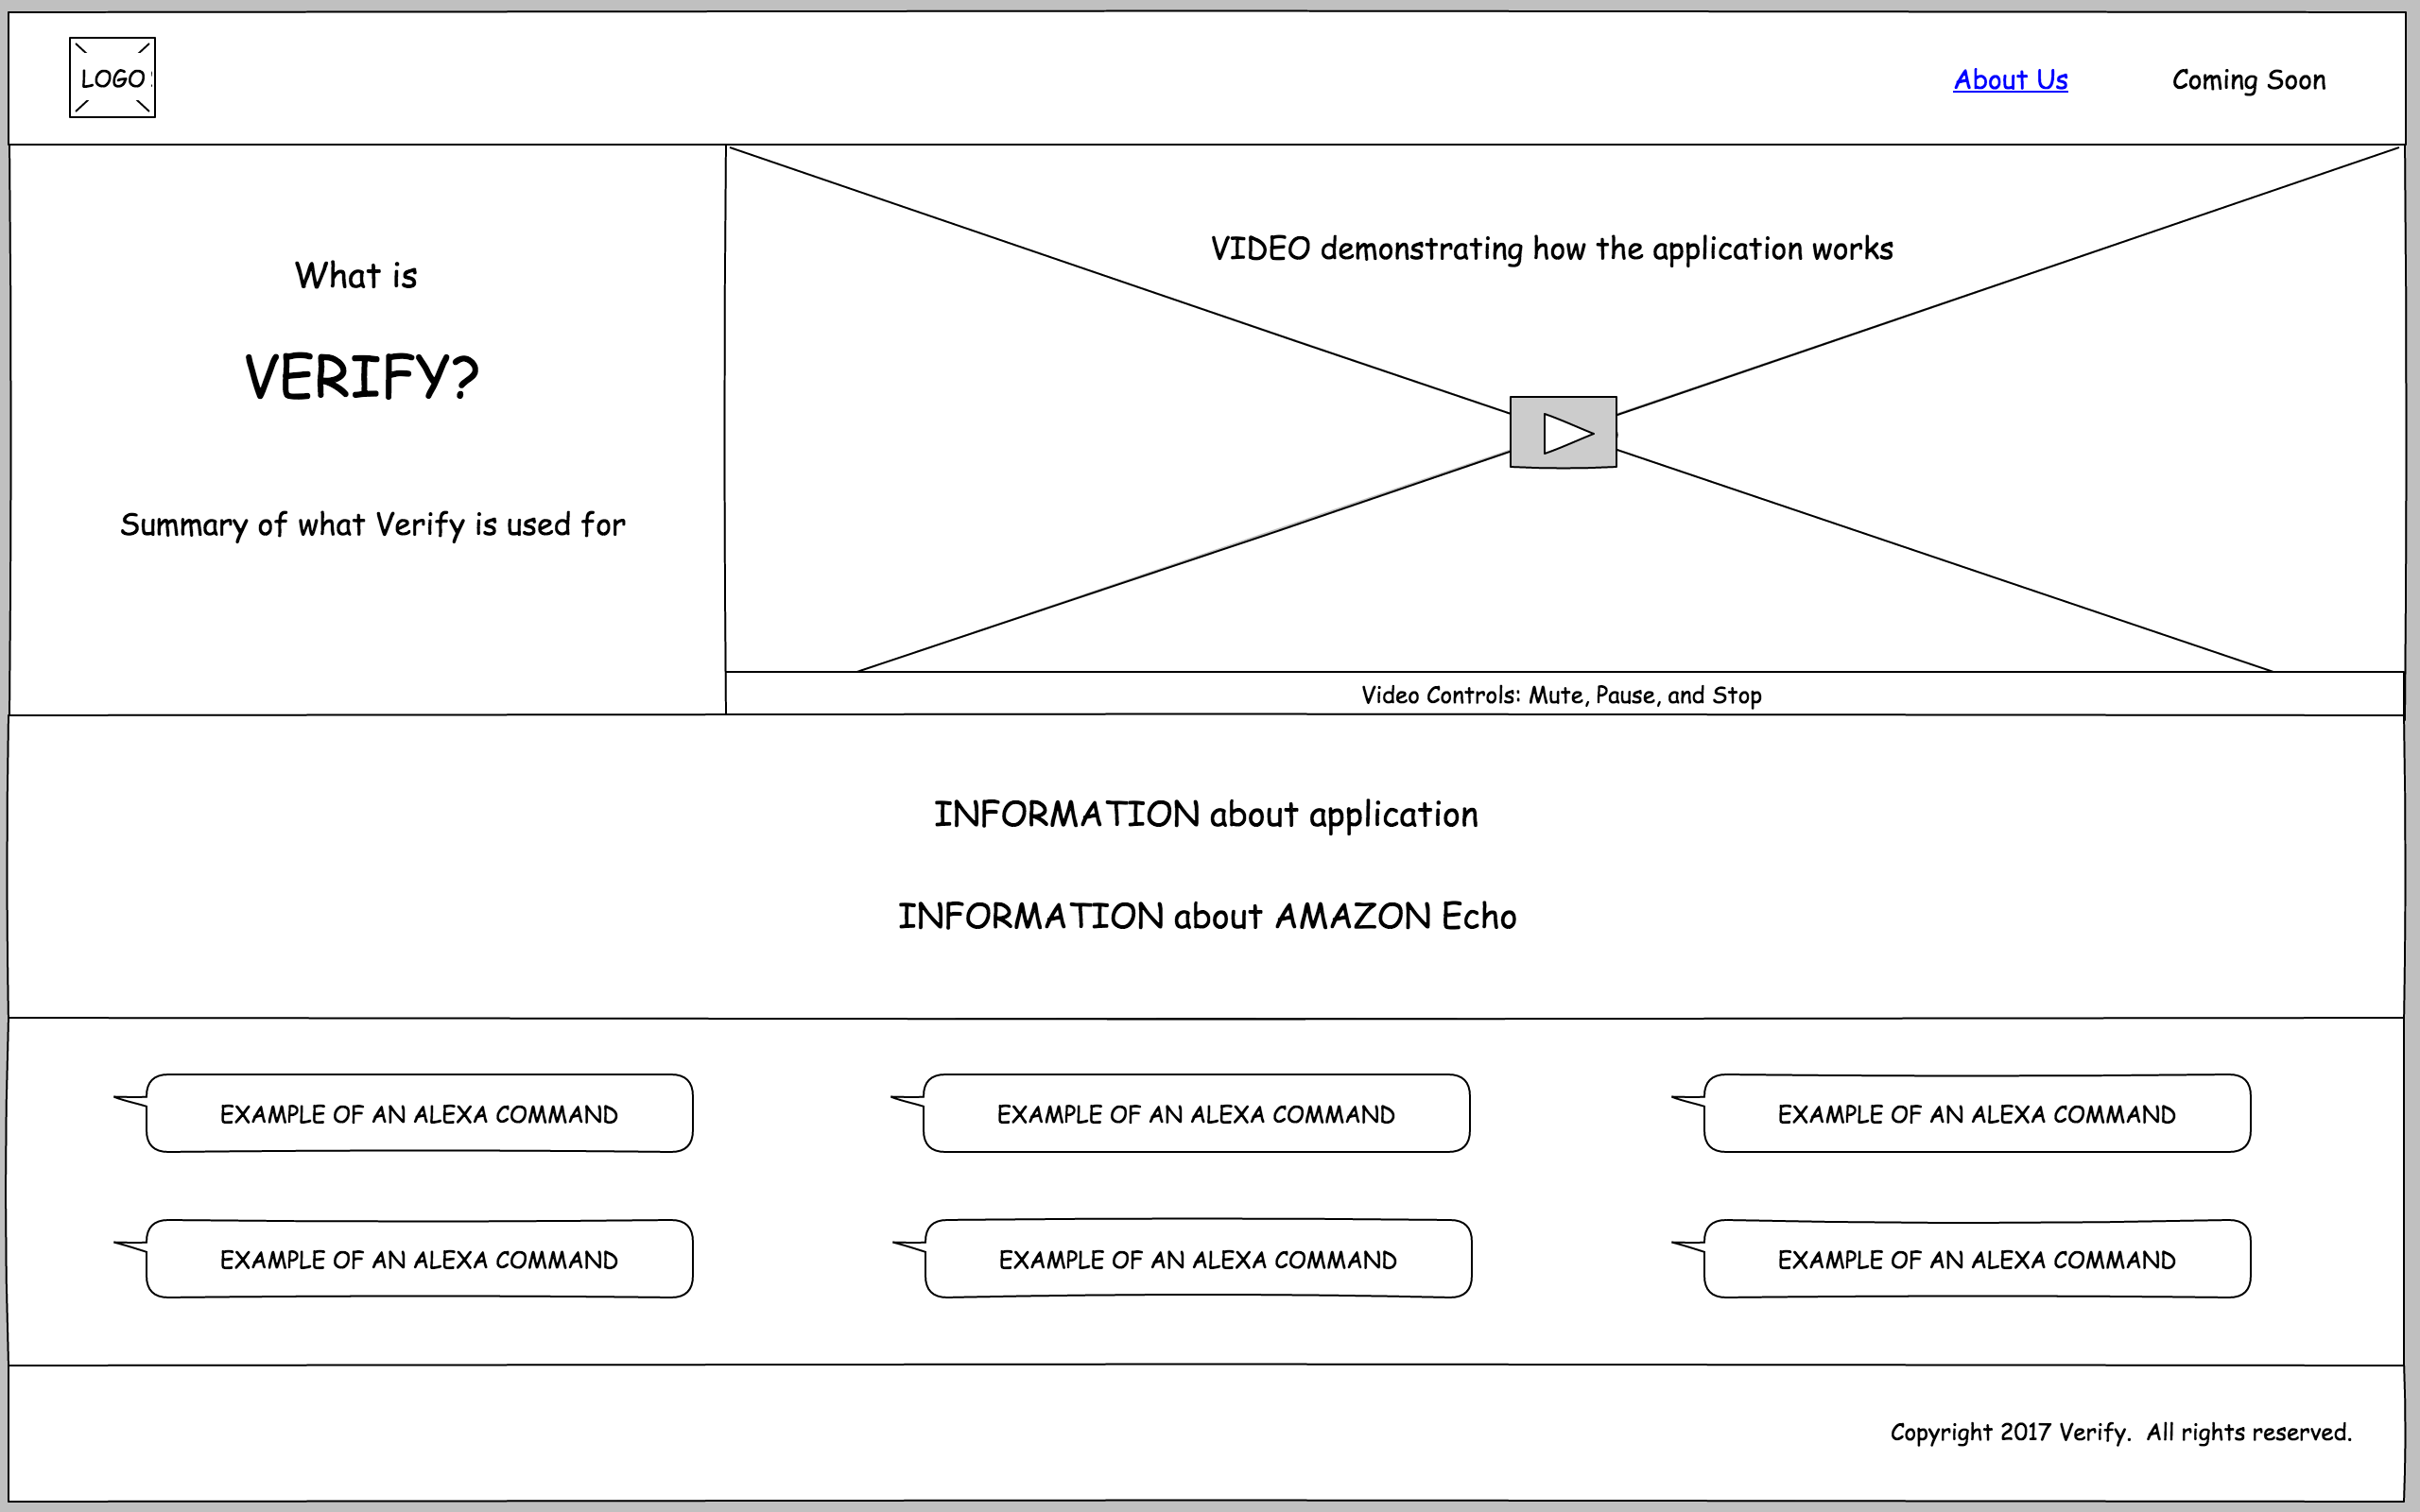 LOGO
About Us
Coming Soon
What is
VERIFY?
Summary of what Verify is used for
VIDEO demonstrating how the application works
Video Controls: Mute, Pause, and Stop
INFORMATION about application
INFORMATION about AMAZON Echo
EXAMPLE OF AN ALEXA COMMAND
EXAMPLE OF AN ALEXA COMMAND
EXAMPLE OF AN ALEXA COMMAND
EXAMPLE OF AN ALEXA COMMAND
EXAMPLE OF AN ALEXA COMMAND
EXAMPLE OF AN ALEXA COMMAND
Copyright 2017 Verify.  All rights reserved.